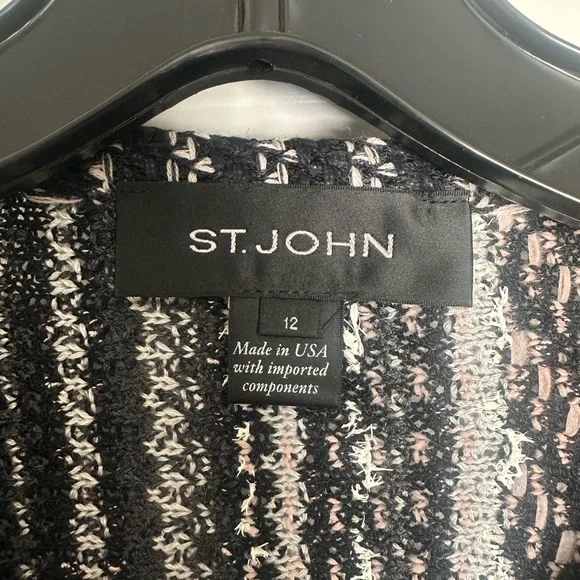 ST. JOHN
12
Made in USA
with imported
components